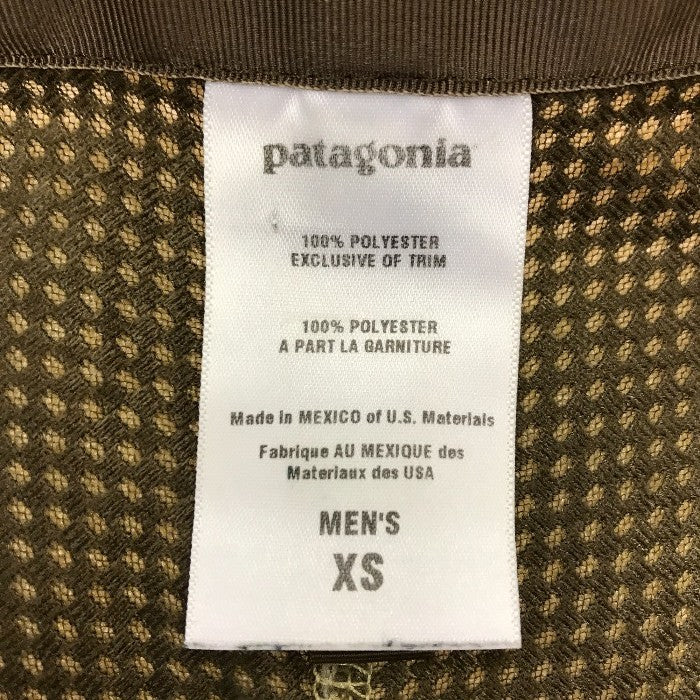 patagonia
100% POLYESTER
EXCLUSIVE OF TRIM
100% POLYESTER
A PART LA GARNITURE
Made in MEXICO of U.S. Materials
Fabrique AU MEXIQUE des
Materiaux des USA
MEN'S
XS